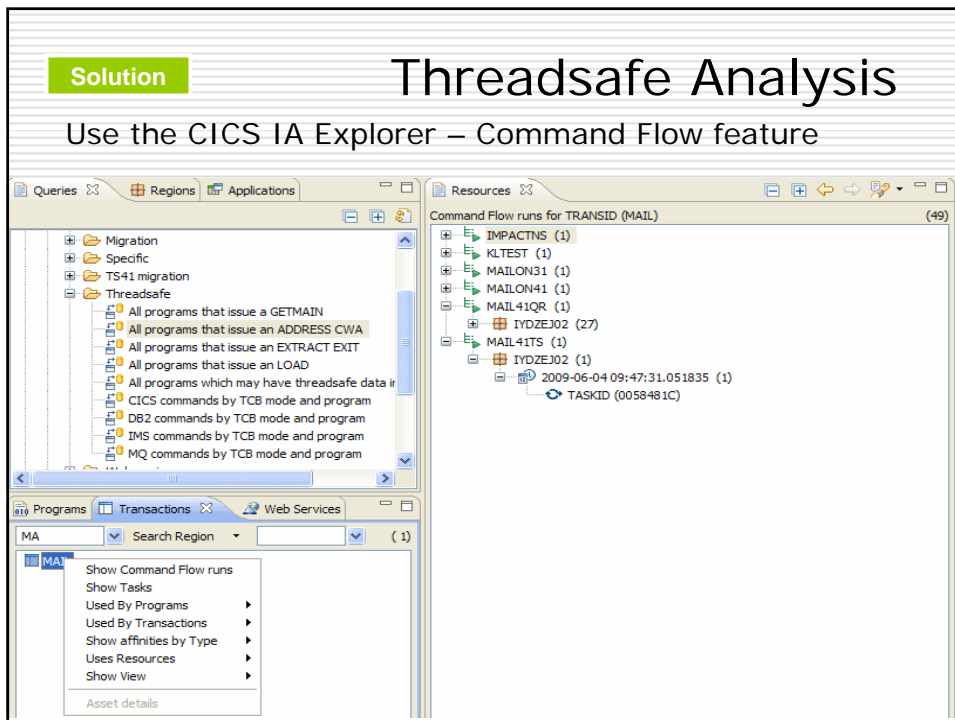 Solution
Threadsafe Analysis
Use the CICS IA Explorer – Command Flow feature
Queries
Regions
Applications
Migration
Specific
TS41 migration
Threadsafe
All programs that issue a GETMAIN
All programs that issue an ADDRESS CWA
All programs that issue an EXTRACT EXIT
All programs that issue an LOAD
All programs which may have threadsafe data
CICS commands by TCB mode and program
DB2 commands by TCB mode and program
IMS commands by TCB mode and program
MQ commands by TCB mode and program
Programs
Transactions
Web Services
MA
Search Region
(1)
Show Command Flow runs
Show Tasks
Used By Programs
Used By Transactions
Show affinities by Type
Uses Resources
Show View
Asset details
Resources
Command Flow runs for TRANSID (MAIL) (49)
IMPACTNS (1)
KLTEST (1)
MAILON31 (1)
MAILON41 (1)
MAIL41QR (1)
IYDZEJ02 (27)
MAIL41TS (1)
IYDZEJ02 (1)
2009-06-04 09:47:31.051835 (1)
TASKID (0058481C)